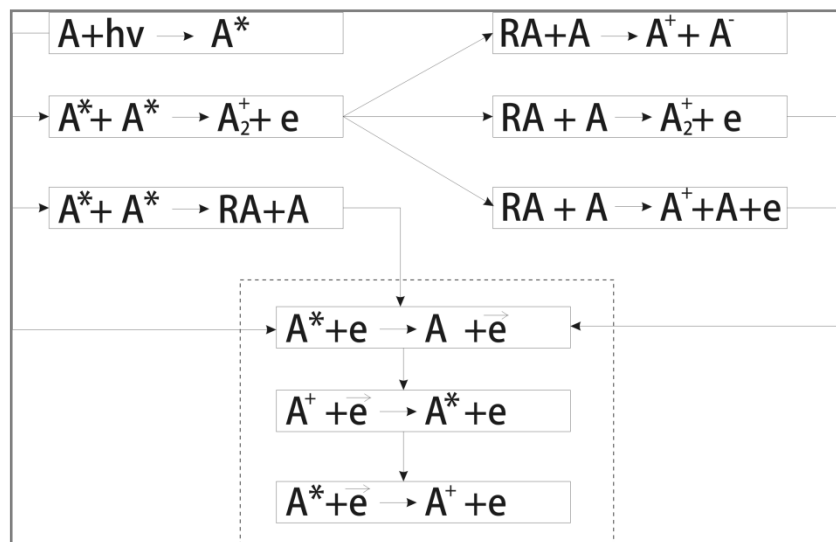 A+hν → A*
A*+ A* → A₂⁺+ e
A*+ A* → RA+A
RA+A → A⁺+ A⁻
RA + A → A₂⁺+ e
RA + A → A⁺+A+e
A*+e → A +e⃗
A⁺ +e⃗ → A*+e
A*+e⃗ → A⁺ +e